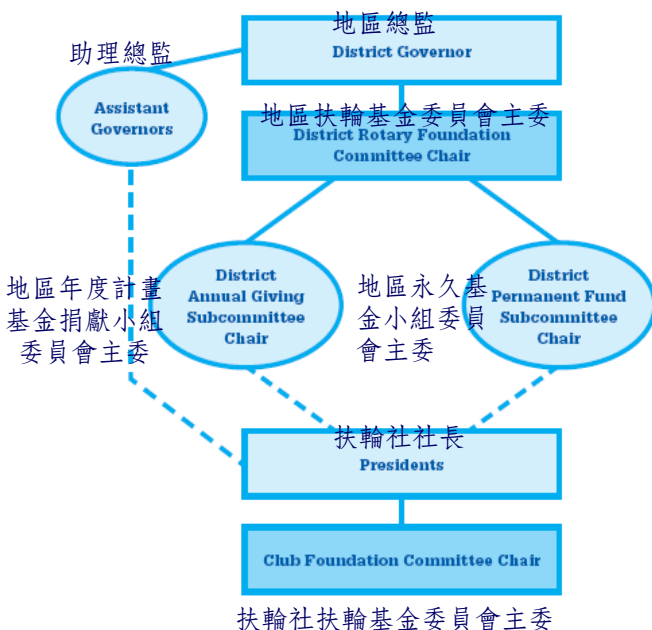 地區總監
District Governor
助理總監
Assistant
Governors
地區扶輪基金委員會主委
District Rotary Foundation
Committee Chair
地區年度計畫
基金捐獻小組
委員會主委
District
Annual Giving
Subcommittee
Chair
地區永久基
金小組委員
會主委
District
Permanent Fund
Subcommittee
Chair
扶輪社社長
Presidents
Club Foundation Committee Chair
扶輪社扶輪基金委員會主委